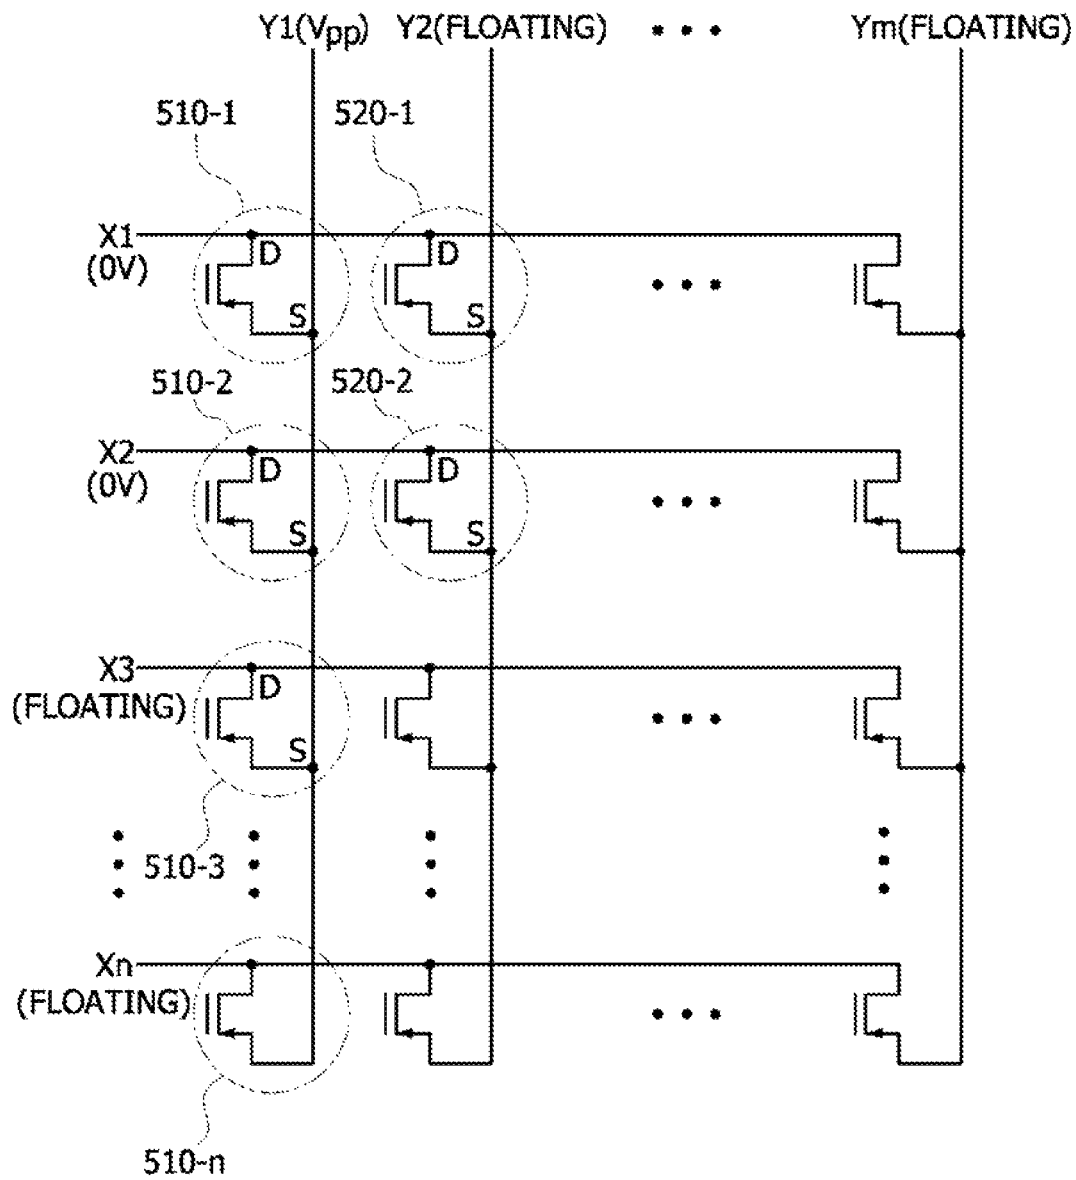 Y1(Vpp) Y2(FLOATING) Ym(FLOATING)
510-1 520-1
X1
(0V)
D D
S S
510-2 520-2
X2
(0V)
D D
S S
X3
(FLOATING)
D
S
510-3
Xn
(FLOATING)
510-n